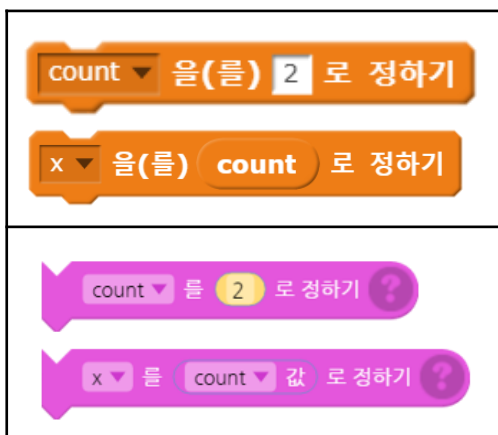 count 을(를) 2 로 정하기
x 을(를) count 로 정하기
count 를 2 로 정하기 ?
x 를 count 값 로 정하기 ?